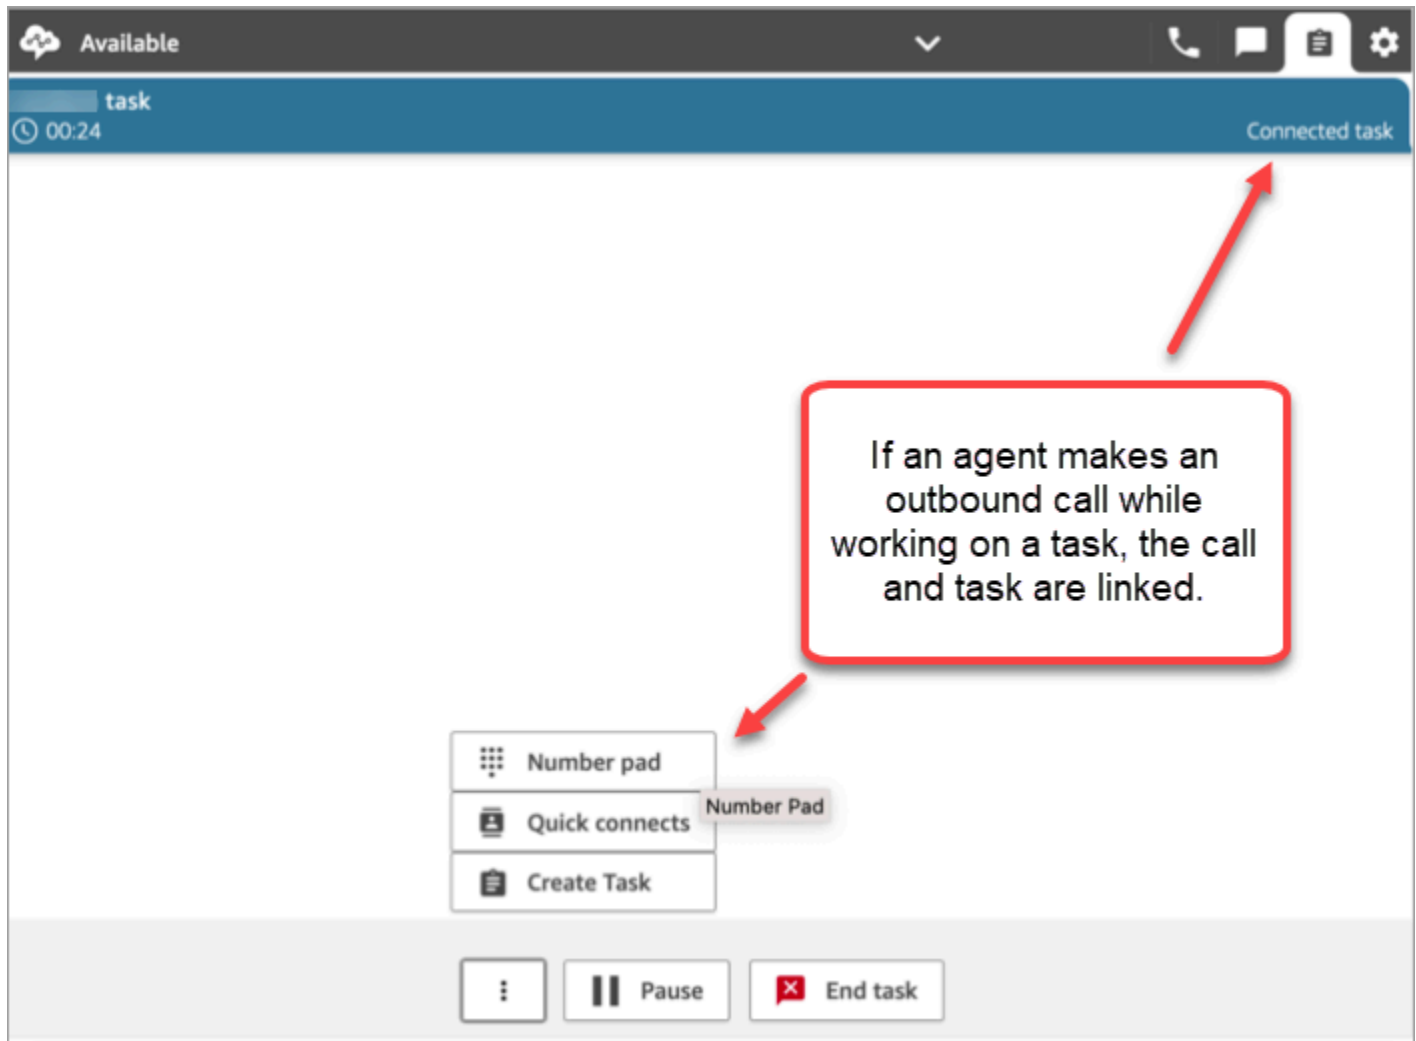 Available
task
00:24
Connected task
If an agent makes an
outbound call while
working on a task, the call
and task are linked.
Number pad
Number Pad
Quick connects
Create Task
Pause
End task